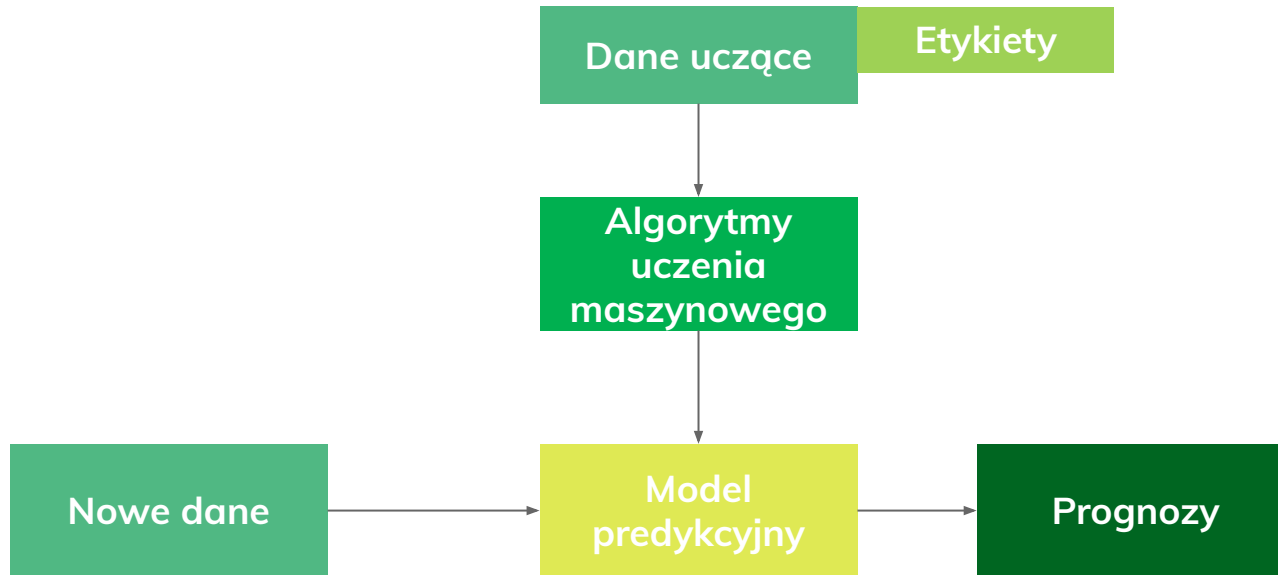 Dane uczące
Etykiety
Algorytmy
uczenia
maszynowego
Nowe dane
Model
predykcyjny
Prognozy